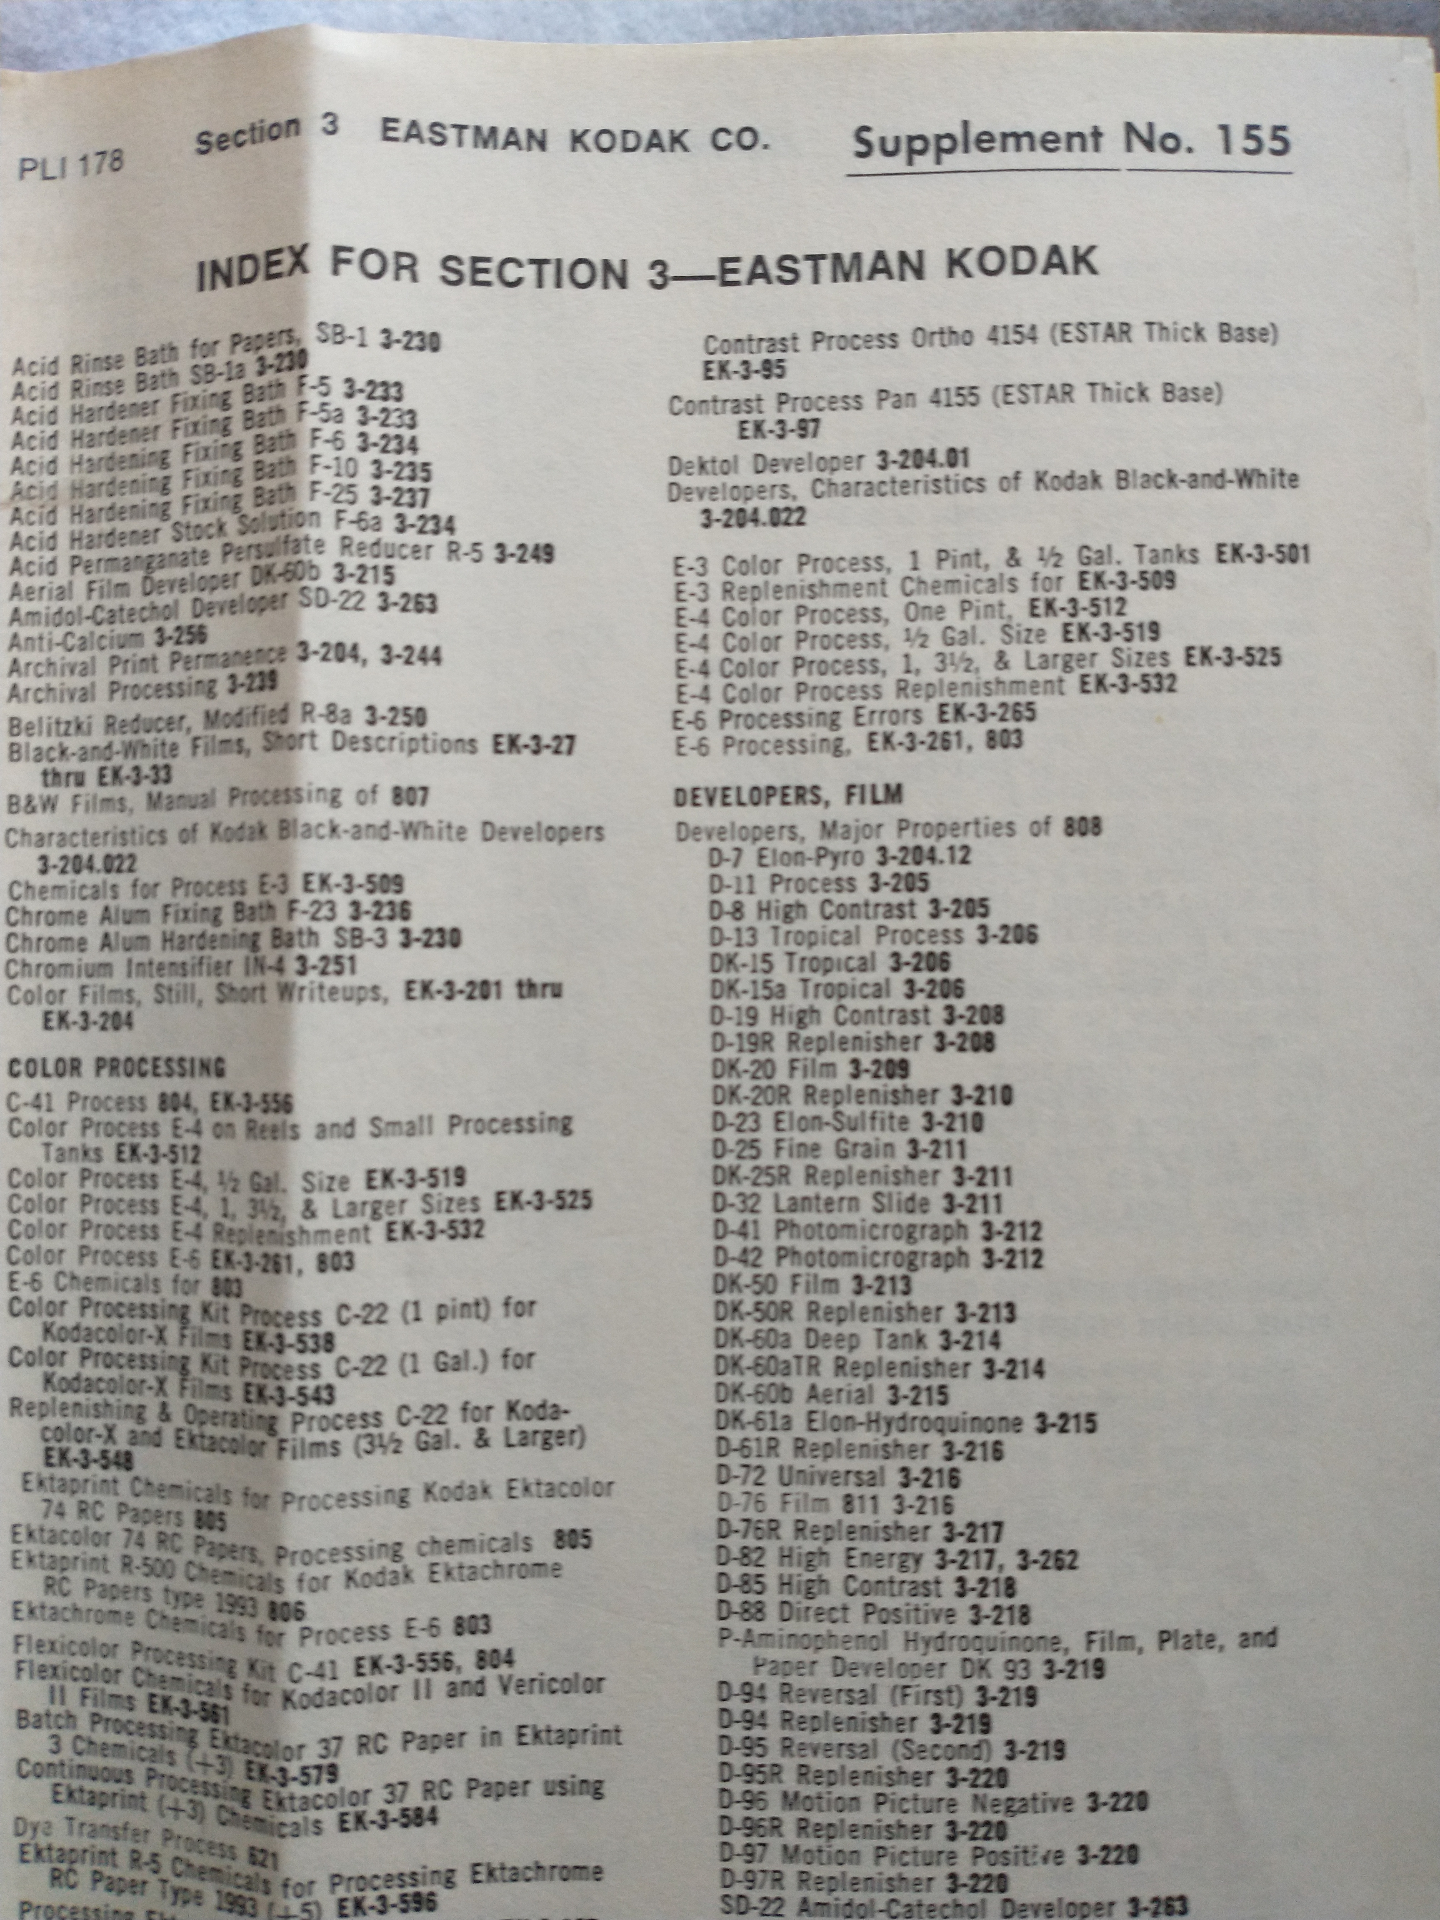 PLI 178 Section 3 EASTMAN KODAK CO. Supplement No. 155
INDEX FOR SECTION 3—EASTMAN KODAK
Acid Rinse Bath for Papers, SB-1 3-230
Acid Rinse Bath SB-1a 3-230
Acid Hardener Fixing Bath F-5 3-233
Acid Hardener Fixing Bath F-5a 3-233
Acid Hardening Fixing Bath F-6 3-234
Acid Hardening Fixing Bath F-10 3-235
Acid Hardening Fixing Bath F-25 3-237
Acid Hardener Stock Solution F-6a 3-234
Acid Permanganate Persulfate Reducer R-5 3-249
Aerial Film Developer DK-60b 3-215
Amidol-Catechol Developer SD-22 3-263
Anti-Calcium 3-256
Archival Print Permanence 3-204, 3-244
Archival Processing 3-239
Belitzki Reducer, Modified R-8a 3-250
Black-and-White Films, Short Descriptions EK-3-27
thru EK-3-33
B&W Films, Manual Processing of 807
Characteristics of Kodak Black-and-White Developers
3-204.022
Chemicals for Process E-3 EK-3-509
Chrome Alum Fixing Bath F-23 3-236
Chrome Alum Hardening Bath SB-3 3-230
Chromium Intensifier IN-4 3-251
Color Films, Still, Short Writeups, EK-3-201 thru
EK-3-204
COLOR PROCESSING
C-41 Process 804, EK-3-556
Color Process E-4 on Reels and Small Processing
Tanks EK-3-512
Color Process E-4, ½ Gal. Size EK-3-519
Color Process E-4, 1, 3½, & Larger Sizes EK-3-525
Color Process E-4 Replenishment EK-3-532
Color Process E-6 EK-3-261, 803
E-6 Chemicals for 803
Color Processing Kit Process C-22 (1 pint) for
Kodacolor-X Films EK-3-538
Color Processing Kit Process C-22 (1 Gal.) for
Kodacolor-X Films EK-3-543
Replenishing & Operating Process C-22 for Koda-
color-X and Ektacolor Films (3½ Gal. & Larger)
EK-3-548
Ektaprint Chemicals for Processing Kodak Ektacolor
74 RC Papers 805
Ektacolor 74 RC Papers, Processing chemicals 805
Ektaprint R-500 Chemicals for Kodak Ektachrome
RC Papers type 1993 806
Ektachrome Chemicals for Process E-6 803
Flexicolor Processing Kit C-41 EK-3-556, 804
Flexicolor Chemicals for Kodacolor II and Vericolor
II Films EK-3-561
Batch Processing Ektacolor 37 RC Paper in Ektaprint
3 Chemicals (+3) EK-3-579
Continuous Processing Ektacolor 37 RC Paper using
Ektaprint (+3) Chemicals EK-3-584
Dye Transfer Process 621
Ektaprint R-5 Chemicals for Processing Ektachrome
RC Paper Type 1993 (+5) EK-3-596
Processing
Contrast Process Ortho 4154 (ESTAR Thick Base)
EK-3-95
Contrast Process Pan 4155 (ESTAR Thick Base)
EK-3-97
Dektol Developer 3-204.01
Developers, Characteristics of Kodak Black-and-White
3-204.022
E-3 Color Process, 1 Pint, & ½ Gal. Tanks EK-3-501
E-3 Replenishment Chemicals for EK-3-509
E-4 Color Process, One Pint, EK-3-512
E-4 Color Process, ½ Gal. Size EK-3-519
E-4 Color Process, 1, 3½, & Larger Sizes EK-3-525
E-4 Color Process Replenishment EK-3-532
E-6 Processing Errors EK-3-265
E-6 Processing, EK-3-261, 803
DEVELOPERS, FILM
Developers, Major Properties of 808
D-7 Elon-Pyro 3-204.12
D-11 Process 3-205
D-8 High Contrast 3-205
D-13 Tropical Process 3-206
DK-15 Tropical 3-206
DK-15a Tropical 3-206
D-19 High Contrast 3-208
D-19R Replenisher 3-208
DK-20 Film 3-209
DK-20R Replenisher 3-210
D-23 Elon-Sulfite 3-210
D-25 Fine Grain 3-211
DK-25R Replenisher 3-211
D-32 Lantern Slide 3-211
D-41 Photomicrograph 3-212
D-42 Photomicrograph 3-212
DK-50 Film 3-213
DK-50R Replenisher 3-213
DK-60a Deep Tank 3-214
DK-60aTR Replenisher 3-214
DK-60b Aerial 3-215
DK-61a Elon-Hydroquinone 3-215
D-61R Replenisher 3-216
D-72 Universal 3-216
D-76 Film 811 3-216
D-76R Replenisher 3-217
D-82 High Energy 3-217, 3-262
D-85 High Contrast 3-218
D-88 Direct Positive 3-218
P-Aminophenol Hydroquinone, Film, Plate, and
Paper Developer DK 93 3-219
D-94 Reversal (First) 3-219
D-94 Replenisher 3-219
D-95 Reversal (Second) 3-219
D-95R Replenisher 3-220
D-96 Motion Picture Negative 3-220
D-96R Replenisher 3-220
D-97 Motion Picture Positive 3-220
D-97R Replenisher 3-220
SD-22 Amidol-Catechol Developer 3-263